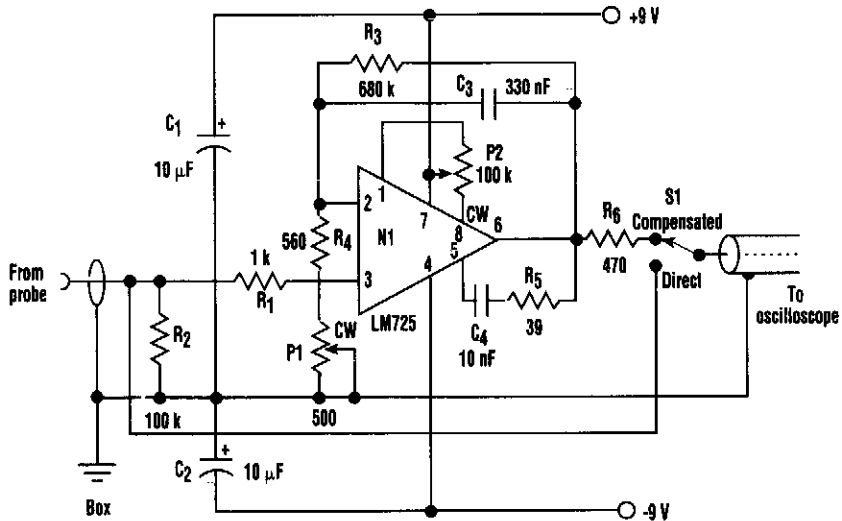 +9 V
R3
680 k
C3 330 nF
C1
+
10 µF
P2
100 k
1
2
7
CW
8
6
S1
Compensated
560
R4
N1
5
R6
470
Direct
From
probe
1 k
R1
3
4
LM725
R5
39
C4
10 nF
To
oscilloscope
R2
CW
P1
100 k
500
+
C2
10 µF
Box
-9 V